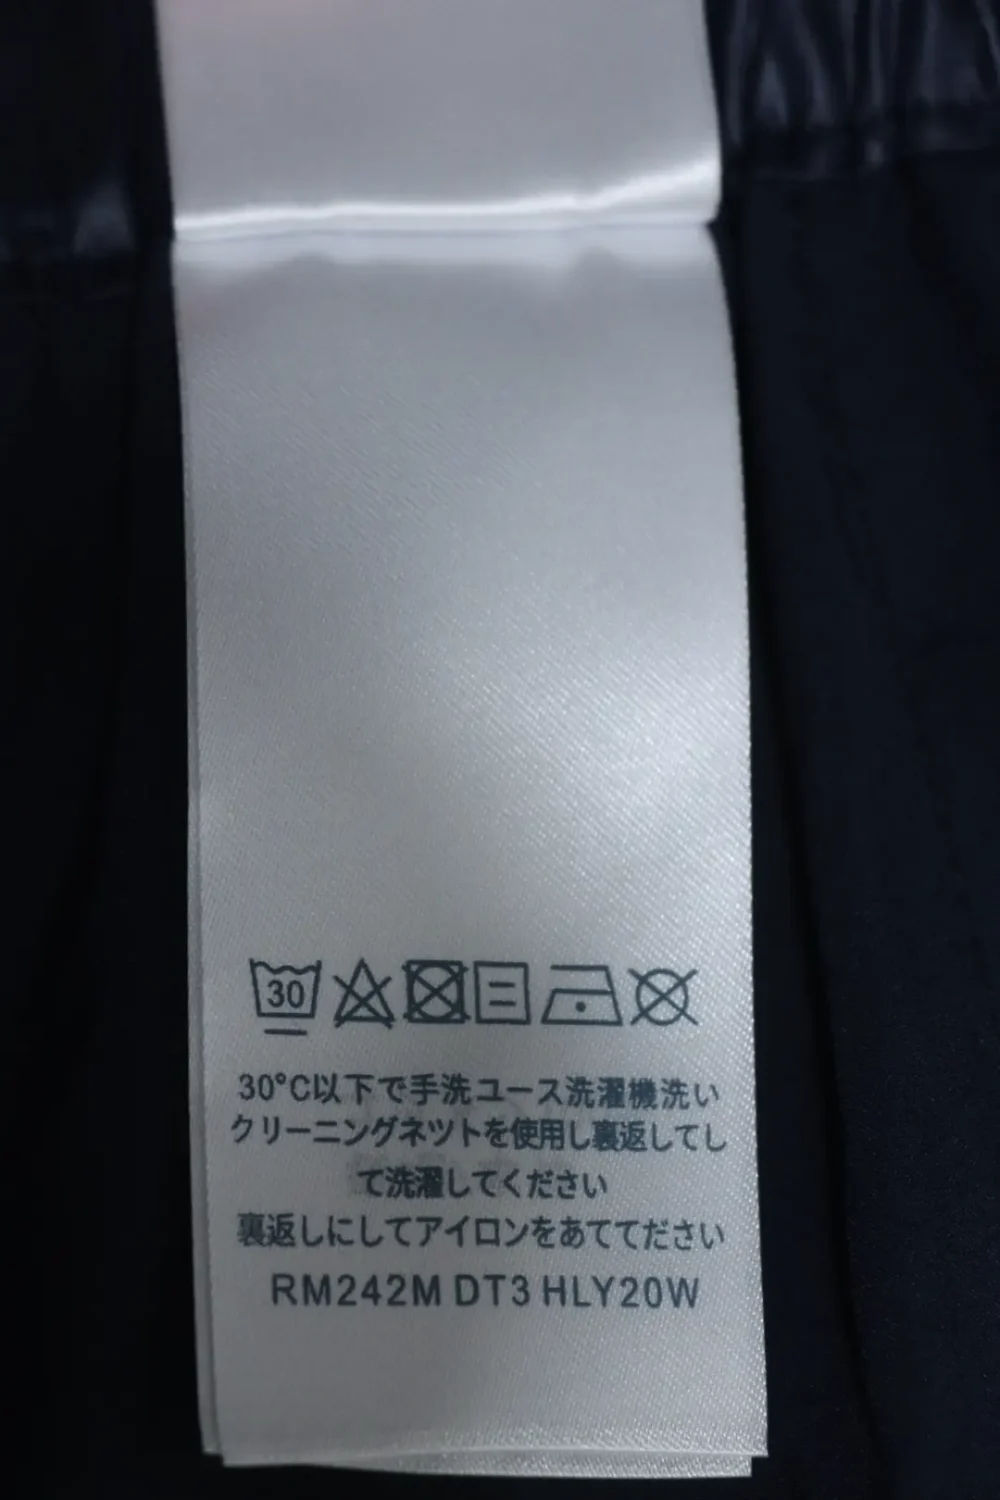 30
30°C以下で手洗ユース洗濯機洗い
クリーニングネツトを使用し裏返してし
て洗濯してください
裏返しにしてアイロンをあててださい
RM242M DT3 HLY20W